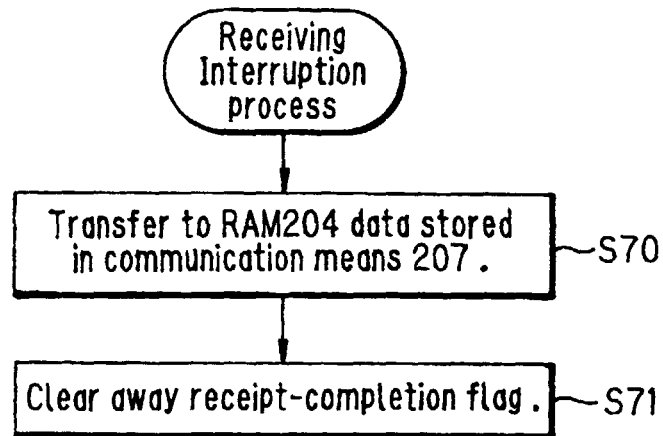 Receiving
Interruption
process
Transfer to RAM204 data stored
in communication means 207.
S70
Clear away receipt-completion flag.
S71